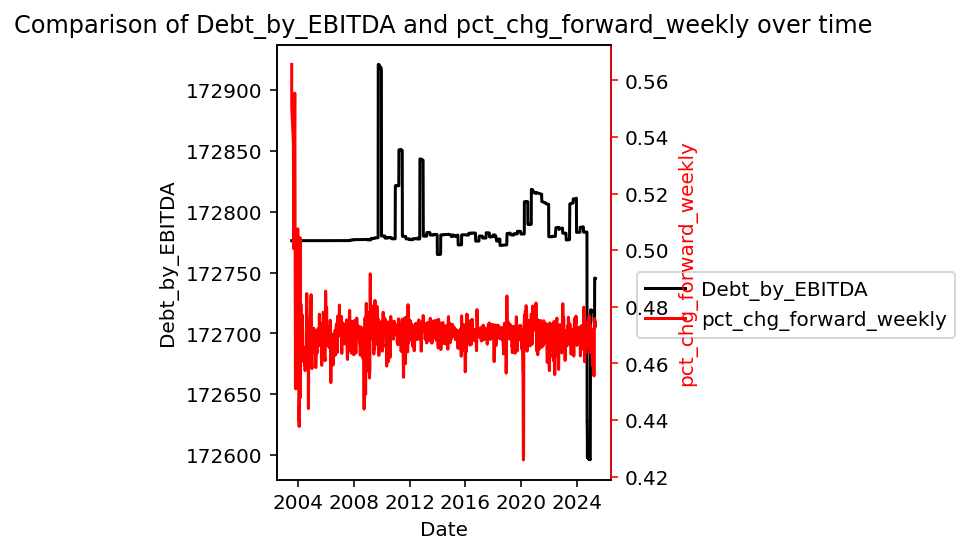 Comparison of Debt_by_EBITDA and pct_chg_forward_weekly over time
172900
172850
172800
172750
172700
172650
172600
Debt_by_EBITDA
0.56
0.54
0.52
0.50
0.48
0.46
0.44
0.42
pct_chg_forward_weekly
Debt_by_EBITDA
pct_chg_forward_weekly
2004 2008 2012 2016 2020 2024
Date